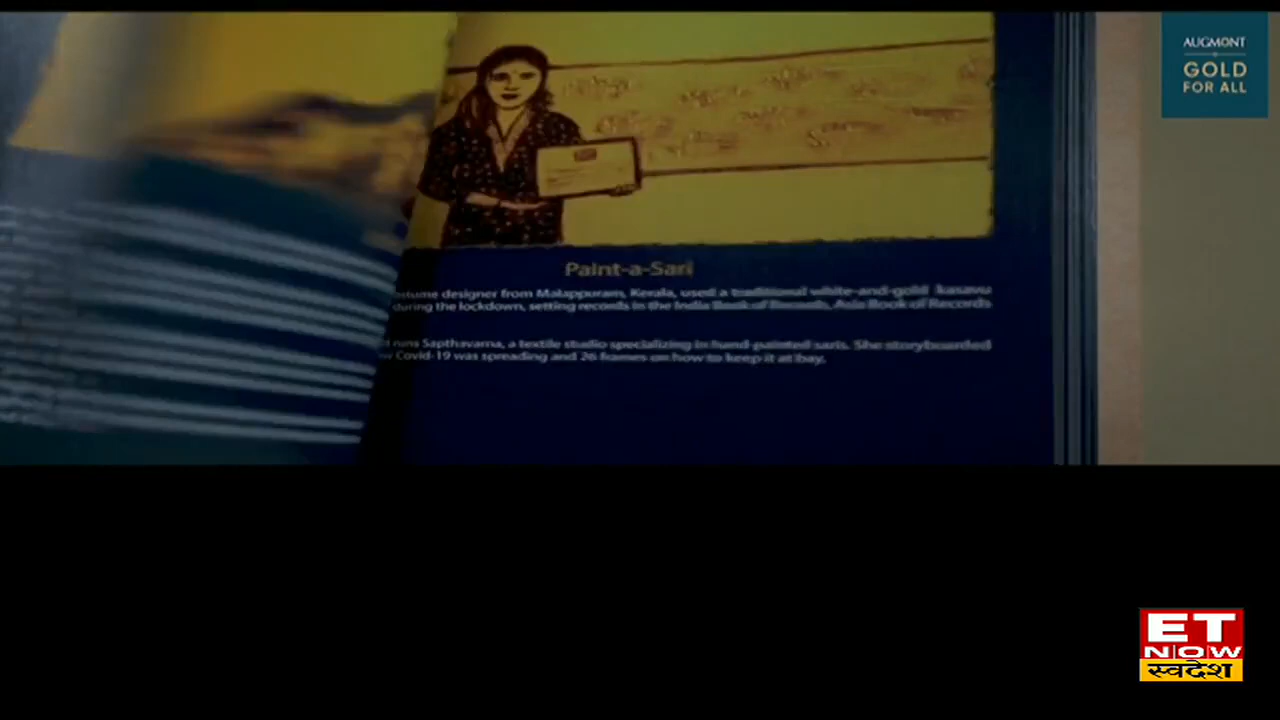 AUGMONT
GOLD
FOR ALL
Paint-a-Sari
designer from Malappuram, Kerala, used a traditional white-and-gold kasavu
during the lockdown, setting records in the India Book of Records, Asia Book of Records
runs Sapthavarna, a textile studio specializing in hand-painted saris. She storyboarded
Covid-19 was spreading and 26 frames on how to keep it at bay.
ET
NOW
स्वदेश